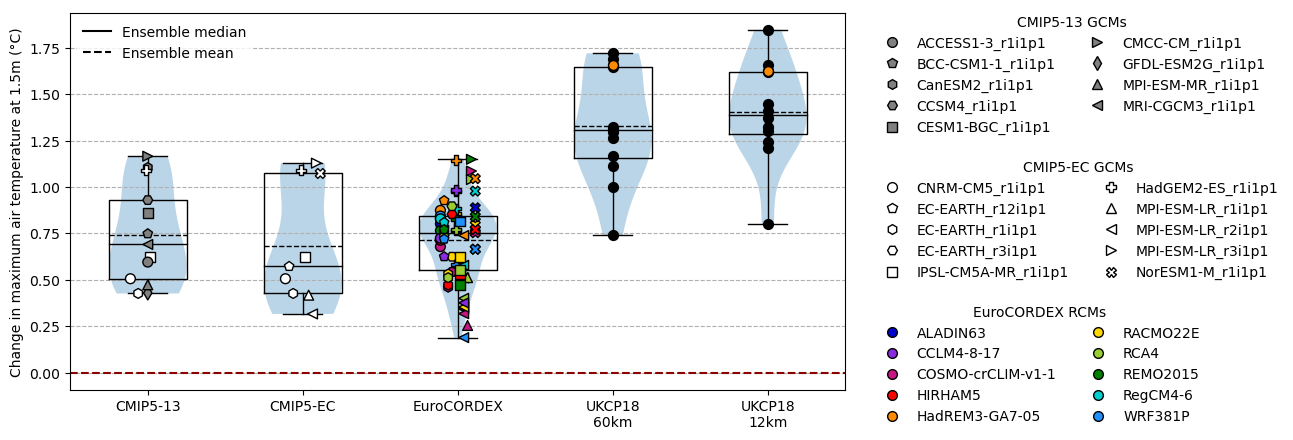 Change in maximum air temperature at 1.5m (°C)
1.75
1.50
1.25
1.00
0.75
0.50
0.25
0.00
Ensemble median
Ensemble mean
CMIP5-13
CMIP5-EC
EuroCORDEX
UKCP18
60km
UKCP18
12km
CMIP5-13 GCMs
ACCESS1-3_r1i1p1
BCC-CSM1-1_r1i1p1
CanESM2_r1i1p1
CCSM4_r1i1p1
CESM1-BGC_r1i1p1
CMCC-CM_r1i1p1
GFDL-ESM2G_r1i1p1
MPI-ESM-MR_r1i1p1
MRI-CGCM3_r1i1p1
CMIP5-EC GCMs
CNRM-CM5_r1i1p1
EC-EARTH_r12i1p1
EC-EARTH_r1i1p1
EC-EARTH_r3i1p1
IPSL-CM5A-MR_r1i1p1
HadGEM2-ES_r1i1p1
MPI-ESM-LR_r1i1p1
MPI-ESM-LR_r2i1p1
MPI-ESM-LR_r3i1p1
NorESM1-M_r1i1p1
EuroCORDEX RCMs
ALADIN63
CCLM4-8-17
COSMO-crCLIM-v1-1
HIRHAM5
HadREM3-GA7-05
RACMO22E
RCA4
REMO2015
RegCM4-6
WRF381P